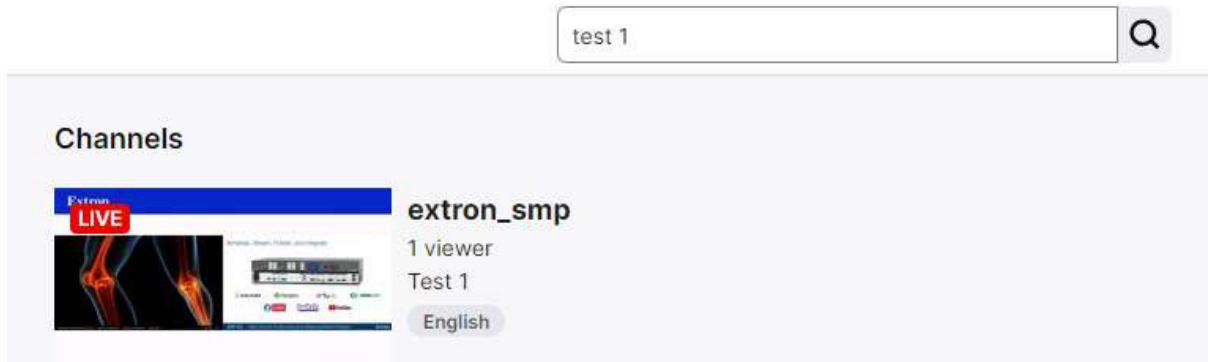 test 1
Channels
Extron
LIVE
extron_smp
1 viewer
Test 1
English